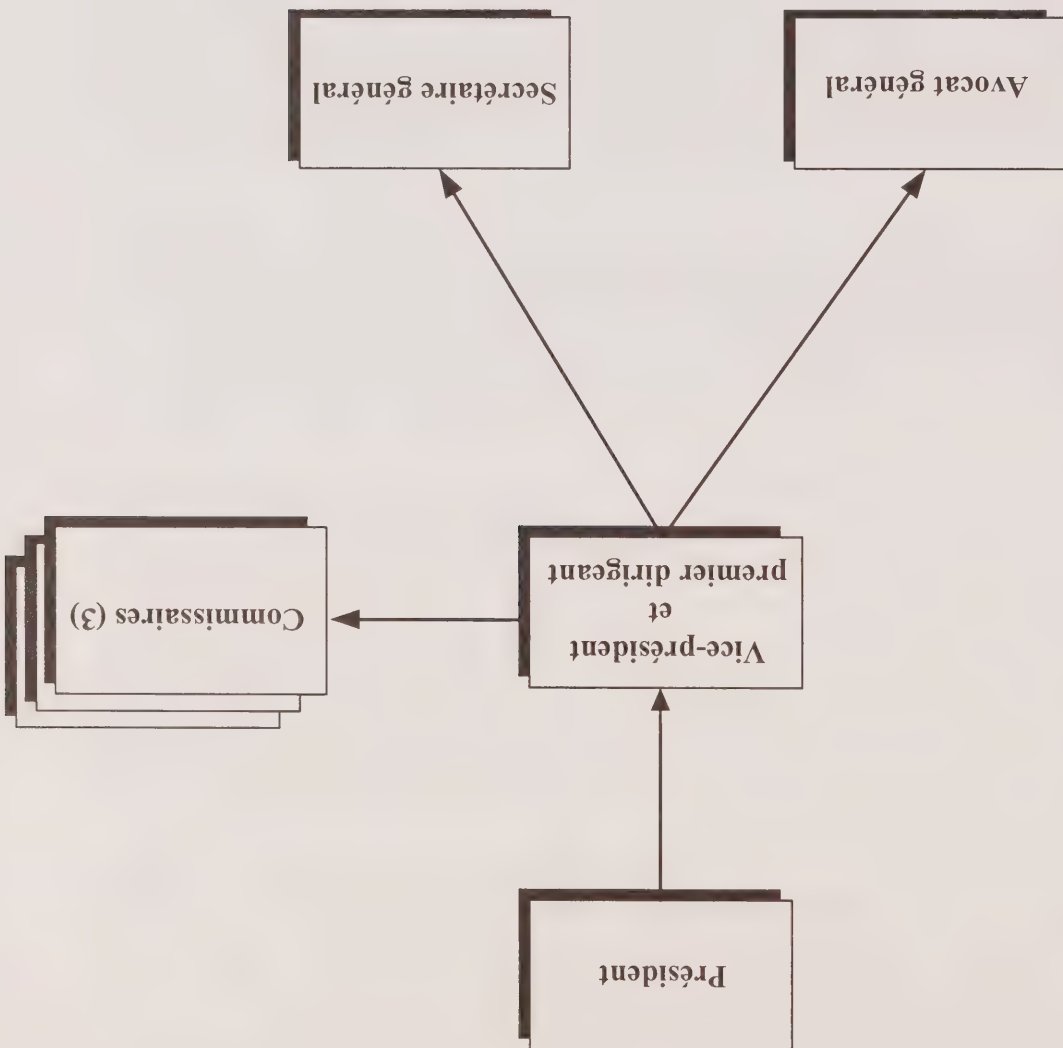 Président
Vice-président
et
premier dirigeant
Commissaires (3)
Avocat général
Secrétaire général